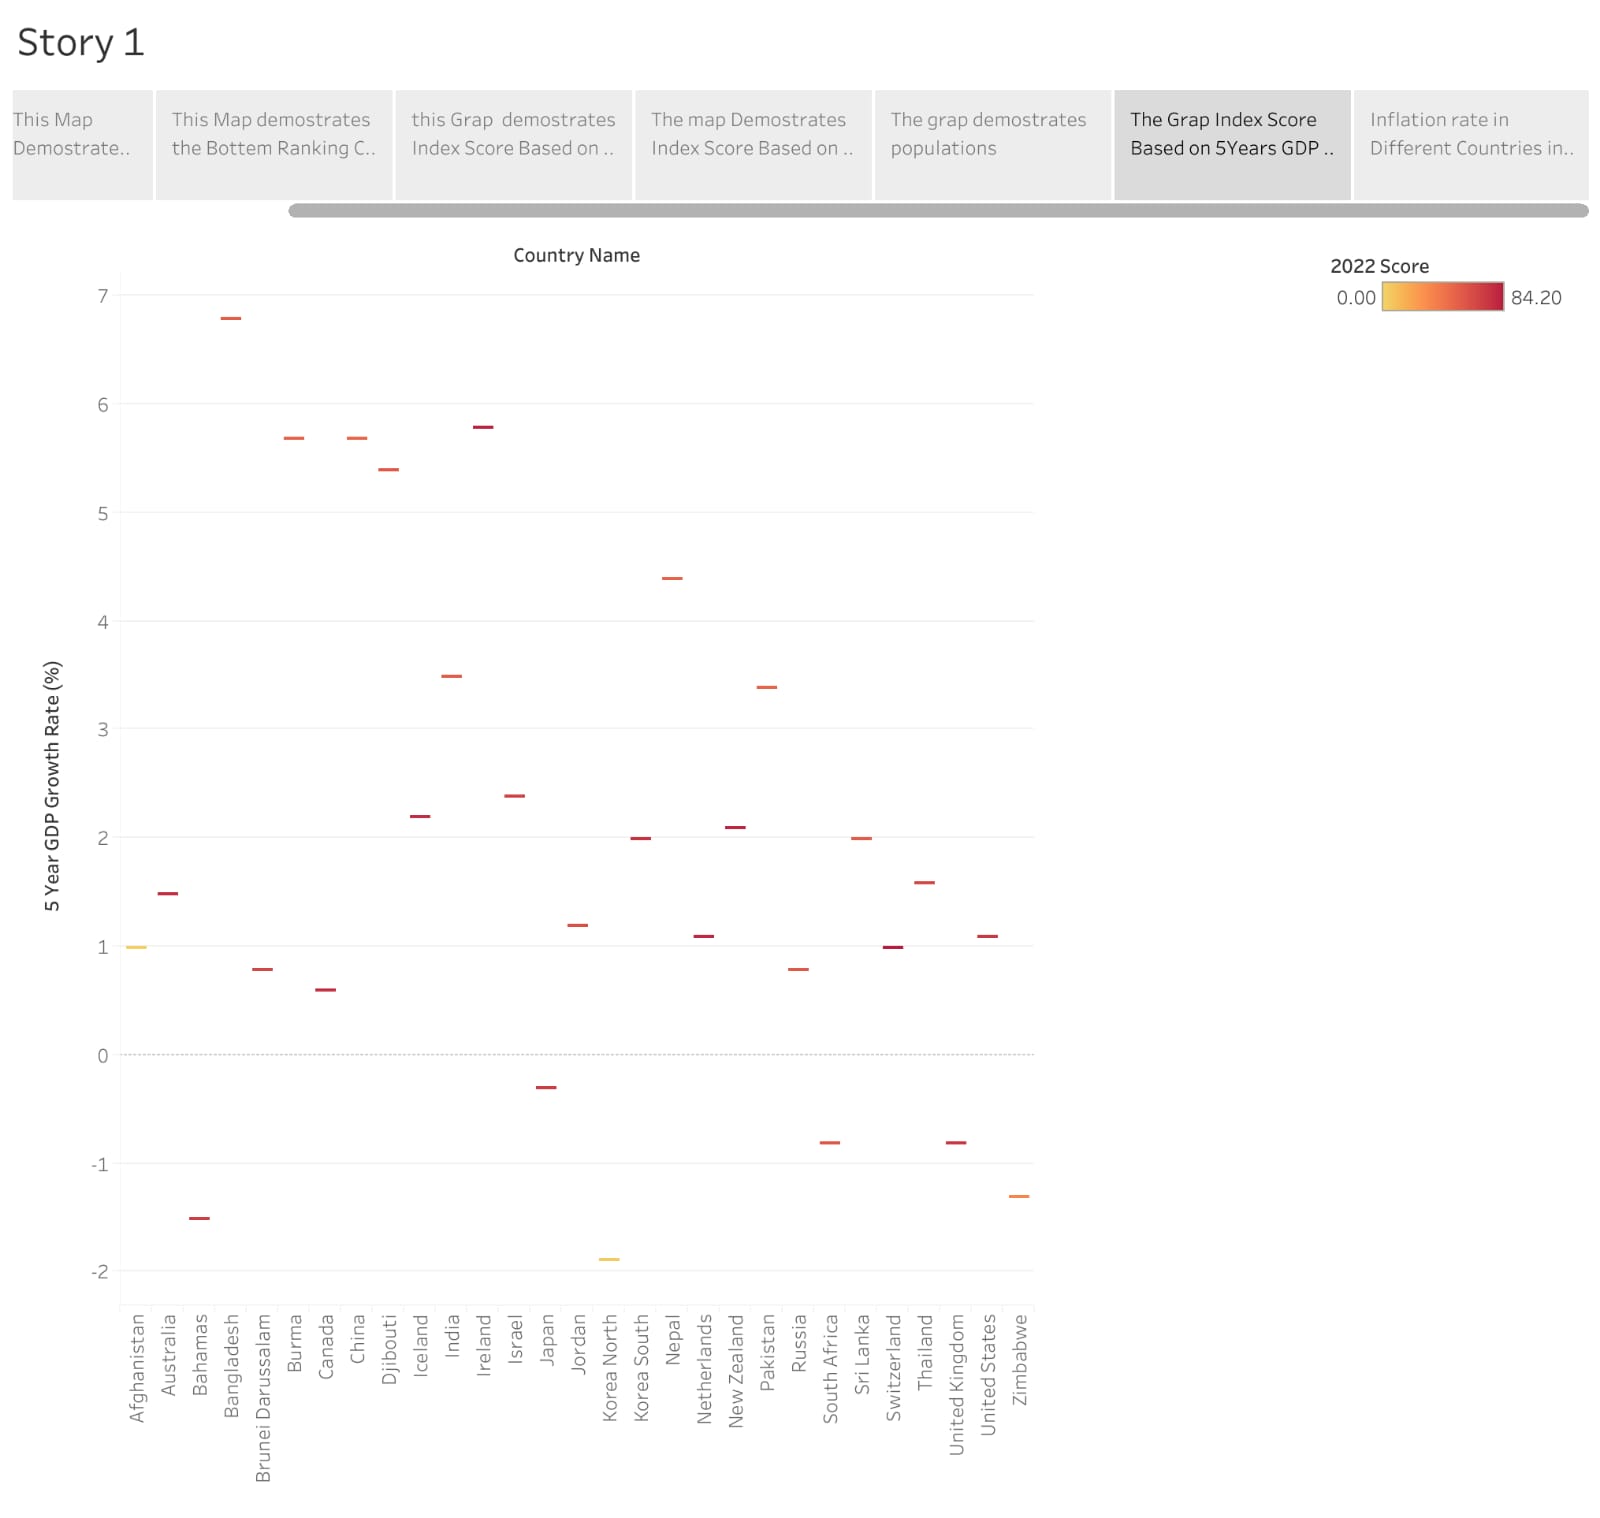 Story 1
This Map
Demostrate..
This Map demostrates
the Bottem Ranking C..
this Grap  demostrates
Index Score Based on ..
The map Demostrates
Index Score Based on ..
The grap demostrates
populations
The Grap Index Score
Based on 5Years GDP ..
Inflation rate in
Different Countries in..
Country Name
2022 Score
0.00
84.20
5 Year GDP Growth Rate (%)
7
6
5
4
3
2
1
0
-1
-2
Afghanistan
Australia
Bahamas
Bangladesh
Brunei Darussalam
Burma
Canada
China
Djibouti
Iceland
India
Ireland
Israel
Japan
Jordan
Korea North
Korea South
Nepal
Netherlands
New Zealand
Pakistan
Russia
South Africa
Sri Lanka
Switzerland
Thailand
United Kingdom
United States
Zimbabwe